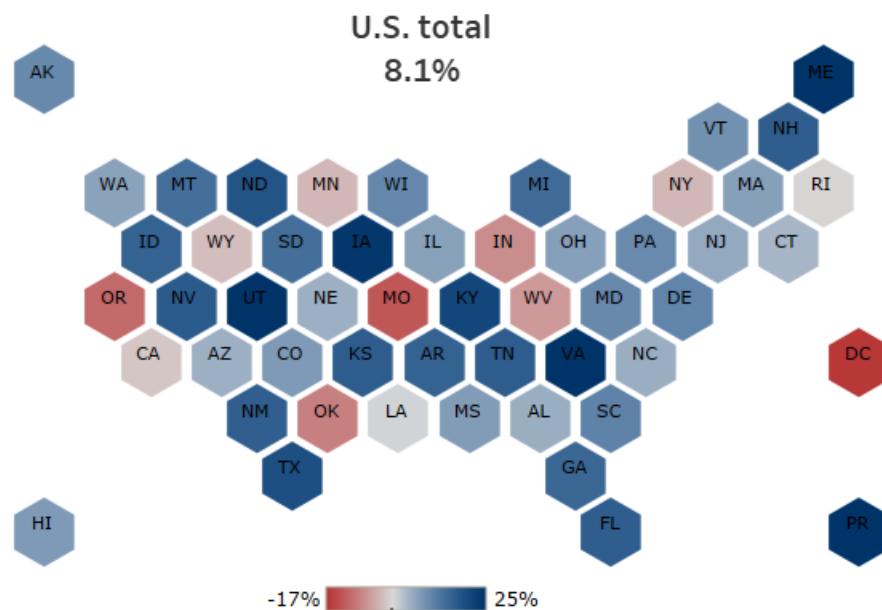 U.S. total
8.1%
AK ME
VT NH
WA MT ND MN WI MI NY MA RI
ID WY SD IA IL IN OH PA NJ CT
OR NV UT NE MO KY WV MD DE
CA AZ CO KS AR TN VA NC DC
NM OK LA MS AL SC
TX GA
HI FL PR
-17% 25%